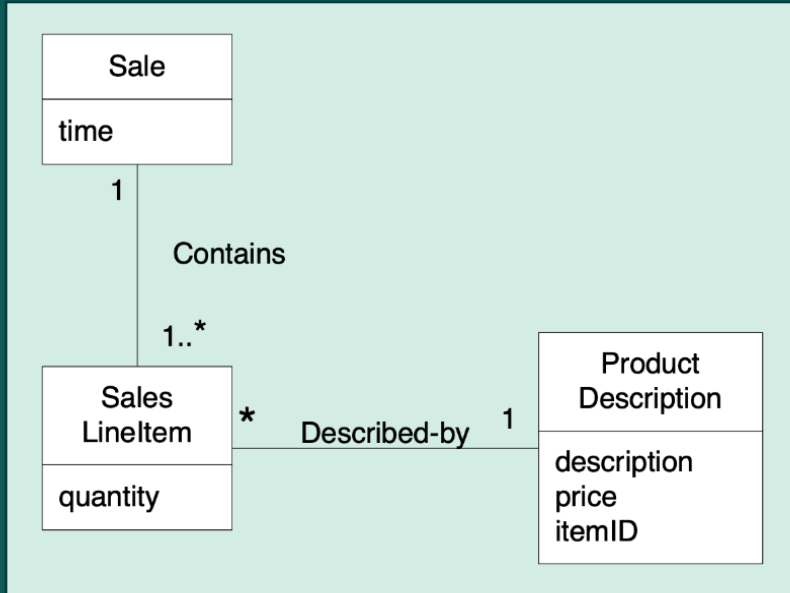 Sale
time
1
Contains
1..*
Sales
LineItem
quantity
*
Described-by
1
Product
Description
description
price
itemID